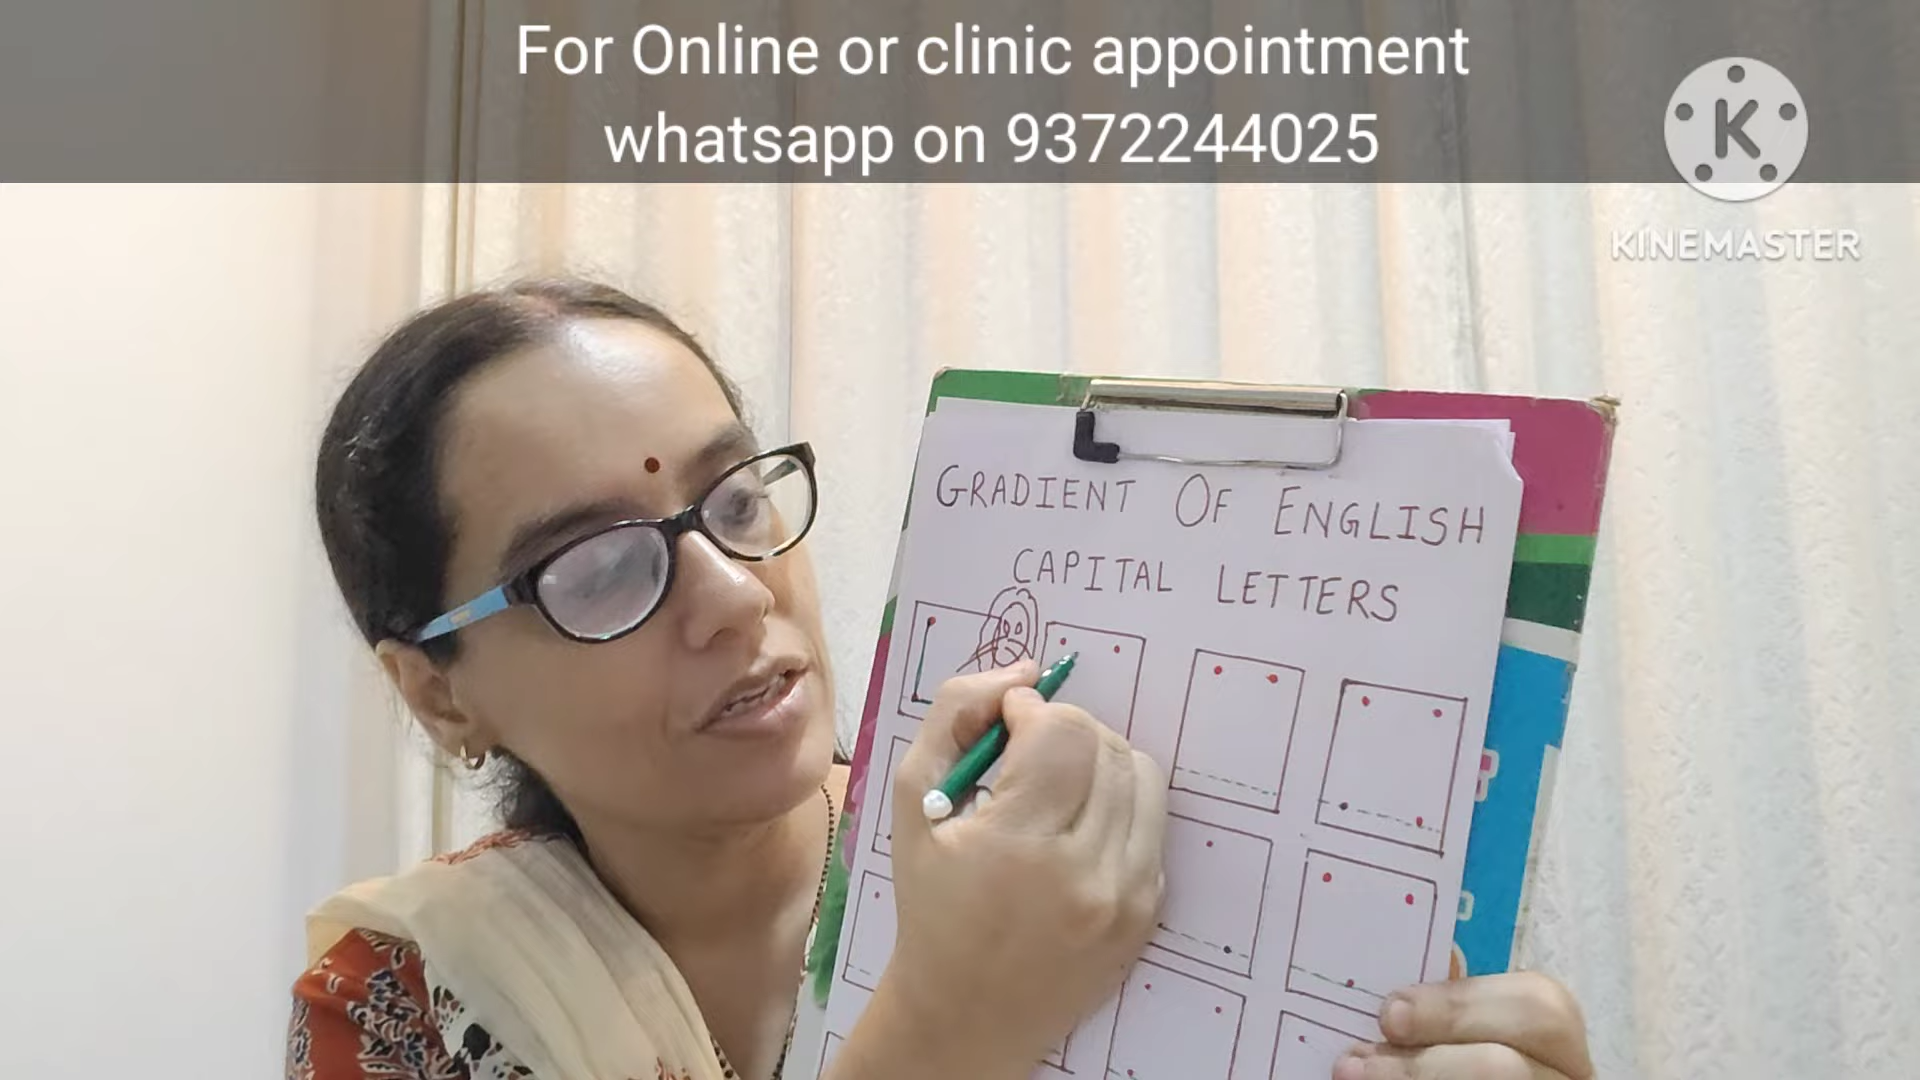 For Online or clinic appointment
whatsapp on 9372244025
K
KINEMASTER
GRADIENT OF ENGLISH
CAPITAL LETTERS